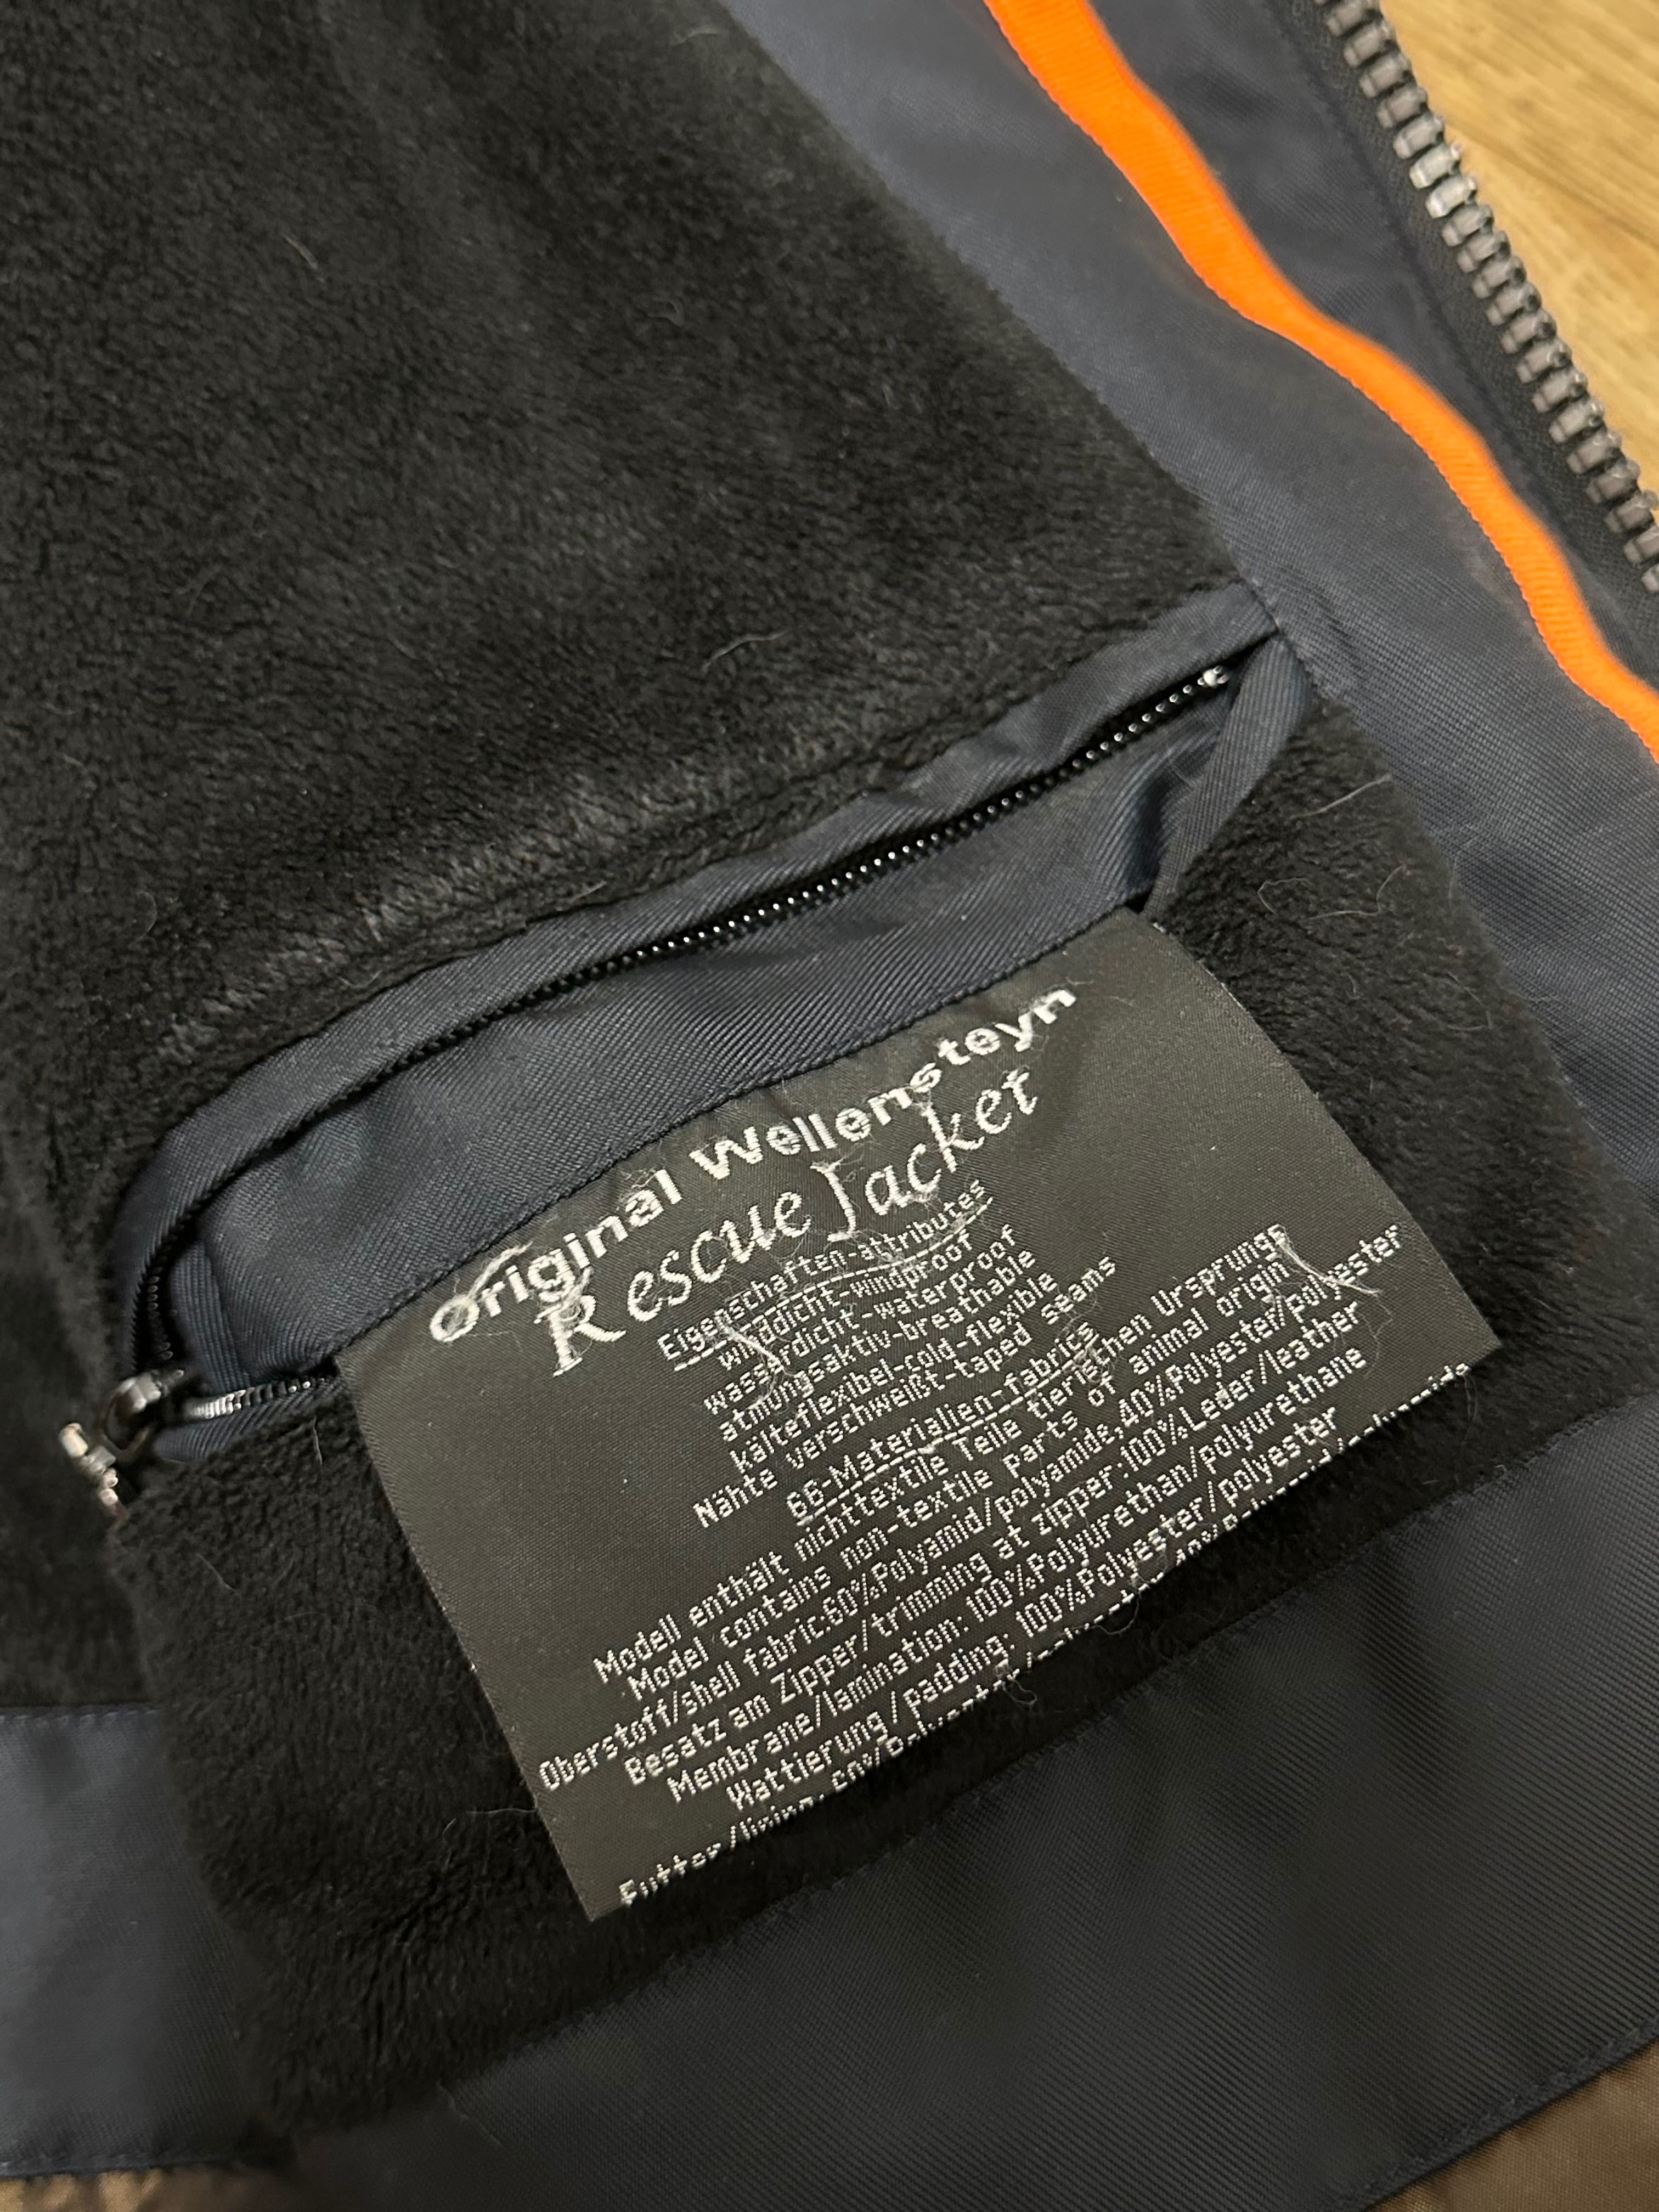 Original Wellensteyn
Rescue Jacket
Eigenschaften-attributes
winddicht-windproof
wasserdicht-waterproof
atmungsaktiv-breathable
kälteflexibel-cold-flexible
Nähte verschweißt-taped seams
66-Materialien-fabrics
Modell enthält nichttextile Teile tierischen Ursprungs
Model contains non-textile Parts of animal origin
Oberstoff/shell fabric:60%Polyamid/polyamide,40%Polyester/polyester
Besatz am Zipper/trimming at zipper:100%Leder/leather
Membrane/lamination: 100%Polyurethan/polyurethane
Wattierung/padding: 100%Polyester/polyester
Futter/lining: